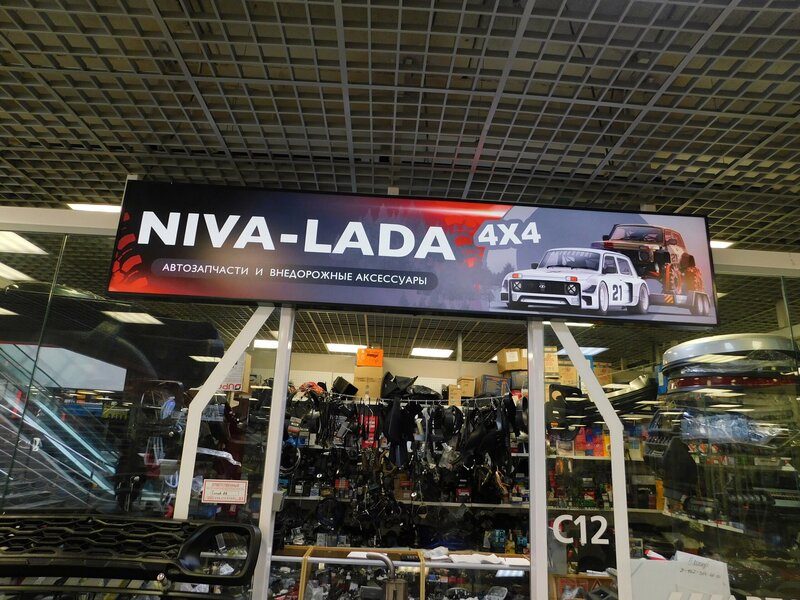 NIVA-LADA 4X4
АВТОЗАПЧАСТИ И ВНЕДОРОЖНЫЕ АКСЕССУАРЫ
21
C12